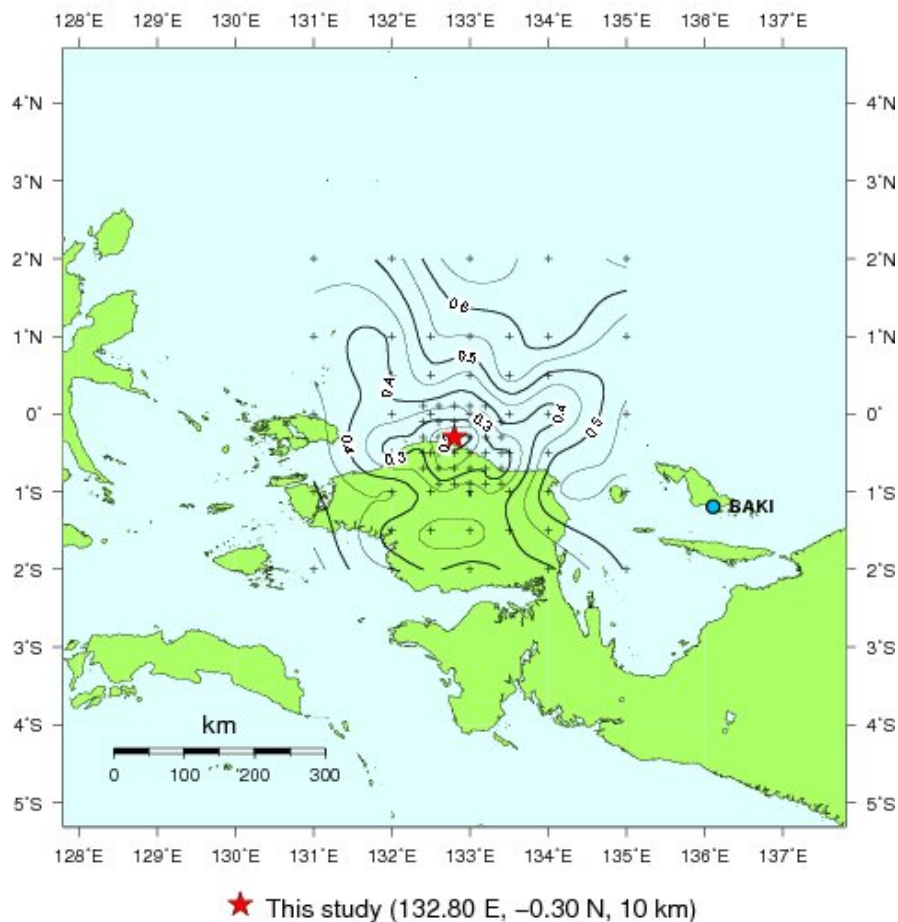 128°E 129°E 130°E 131°E 132°E 133°E 134°E 135°E 136°E 137°E
4°N 4°N
3°N 3°N
2°N 2°N
0.6
1°N 1°N
0.5
0.4
0° 0.3 0.4 0°
0.5
0.4 0.3
1°S 1°S
BAKI
2°S 2°S
3°S 3°S
4°S km 4°S
0 100 200 300
5°S 5°S
128°E 129°E 130°E 131°E 132°E 133°E 134°E 135°E 136°E 137°E
This study (132.80 E, −0.30 N, 10 km)